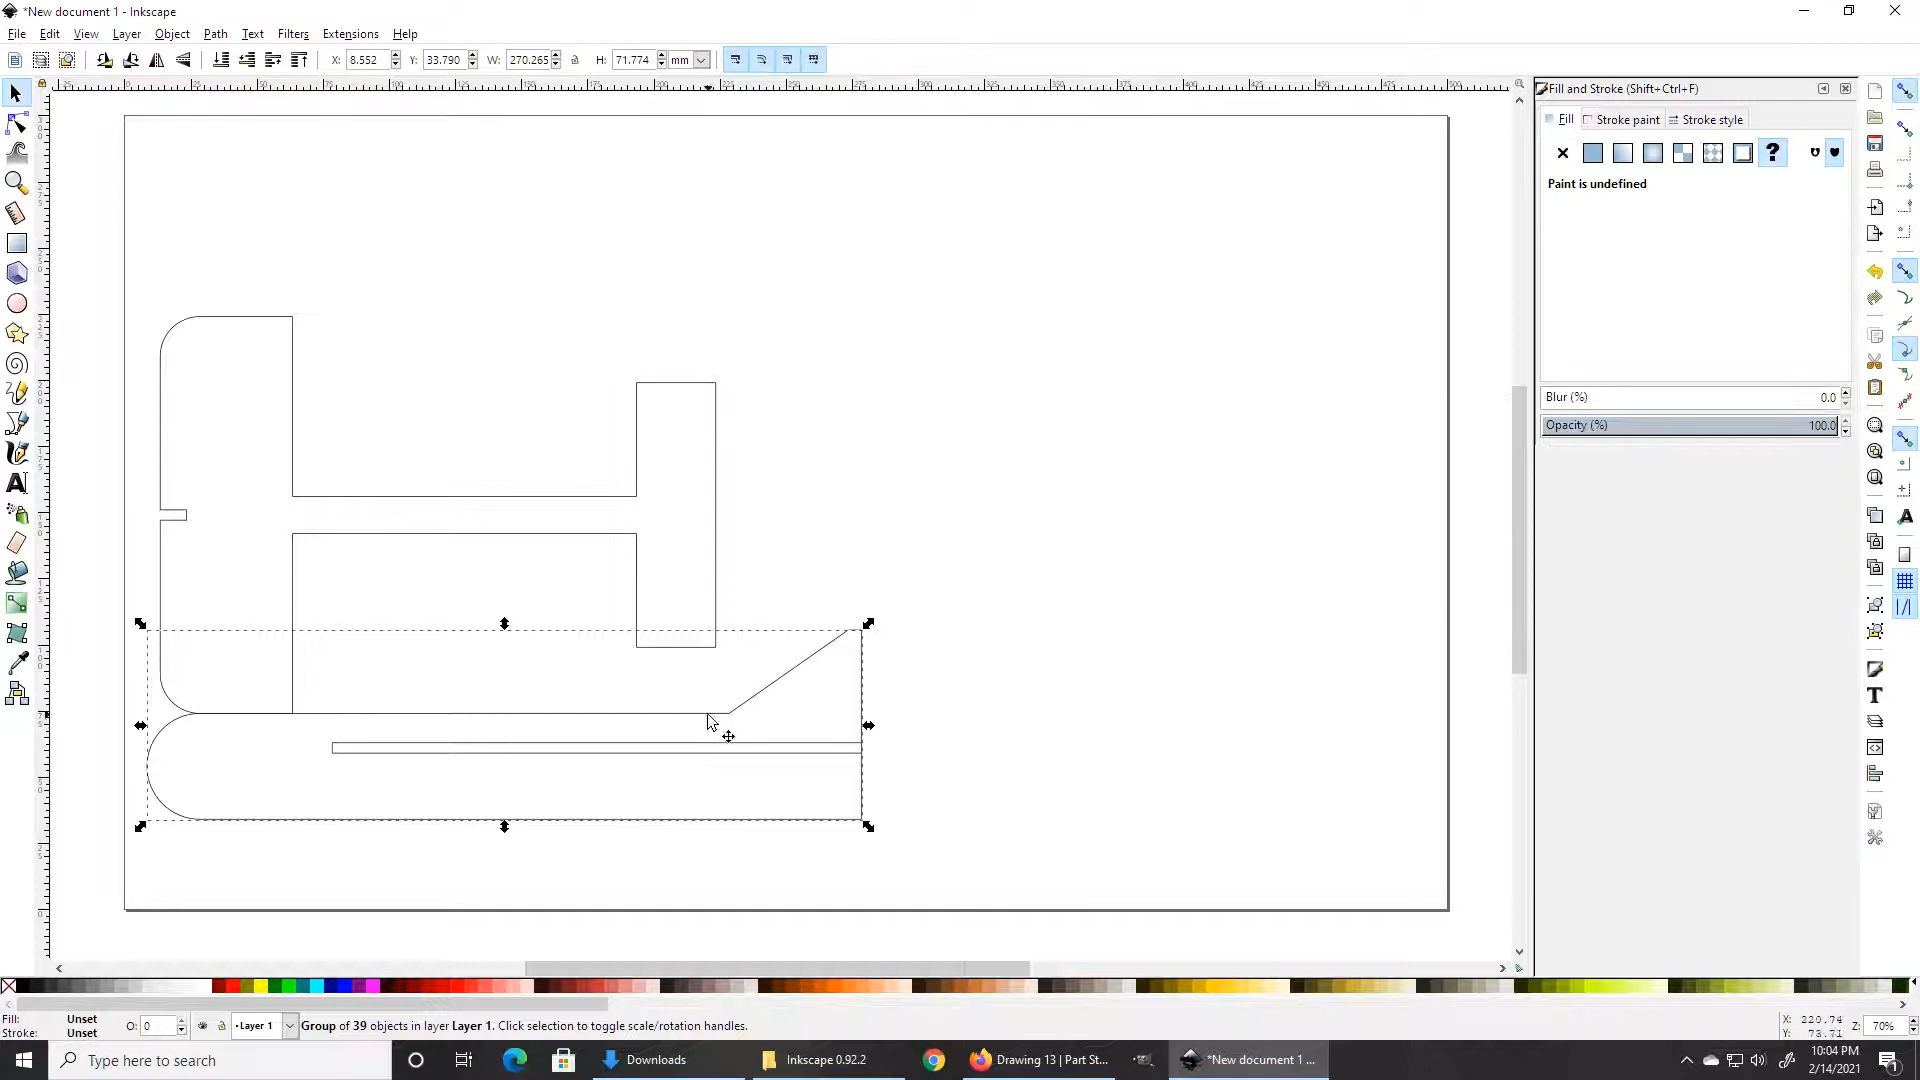 *New document 1 - Inkscape
File Edit View Layer Object Path Text Filters Extensions Help
X: 8.552 Y: 33.790 W: 270.265 H: 71.774 mm
Fill and Stroke (Shift+Ctrl+F)
Fill Stroke paint Stroke style
Paint is undefined
Blur (%) 0.0
Opacity (%) 100.0
Fill: Unset
Stroke: Unset
O: 0
•Layer 1
Group of 39 objects in layer Layer 1. Click selection to toggle scale/rotation handles.
X: 220.74
Y: 73.71
Z: 70%
Type here to search
Downloads
Inkscape 0.92.2
Drawing 13 | Part St...
*New document 1 ...
10:04 PM
2/14/2021